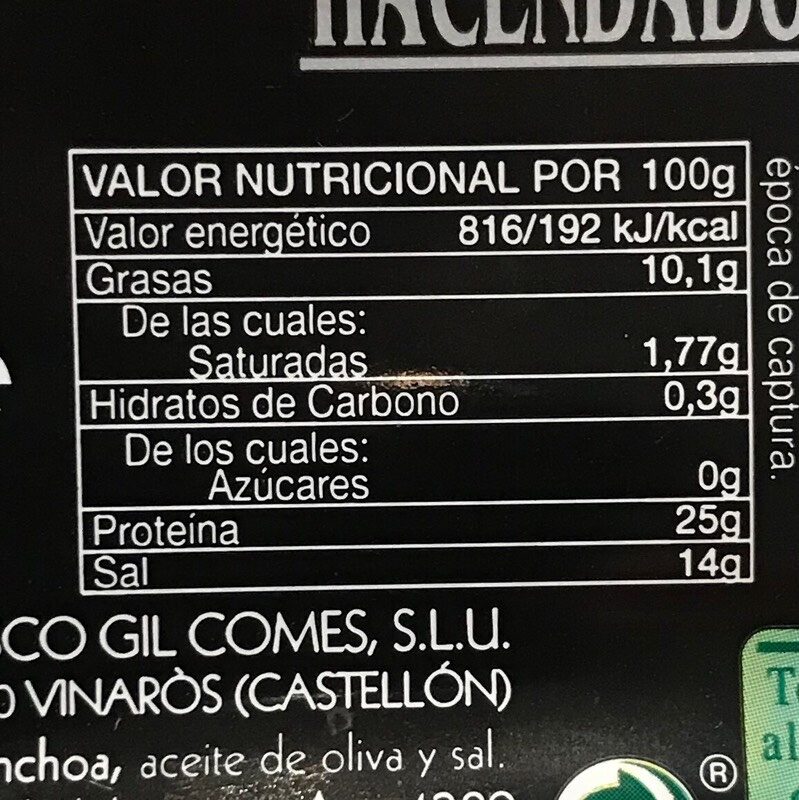 HACENDADO
VALOR NUTRICIONAL POR 100g
Valor energético 816/192 kJ/kcal
Grasas 10,1g
De las cuales:
Saturadas 1,77g
Hidratos de Carbono 0,3g
De los cuales:
Azúcares 0g
Proteína 25g
Sal 14g
época de captura.
GIL COMES, S.L.U.
VINARÒS (CASTELLÓN)
aceite de oliva y sal.
al
®